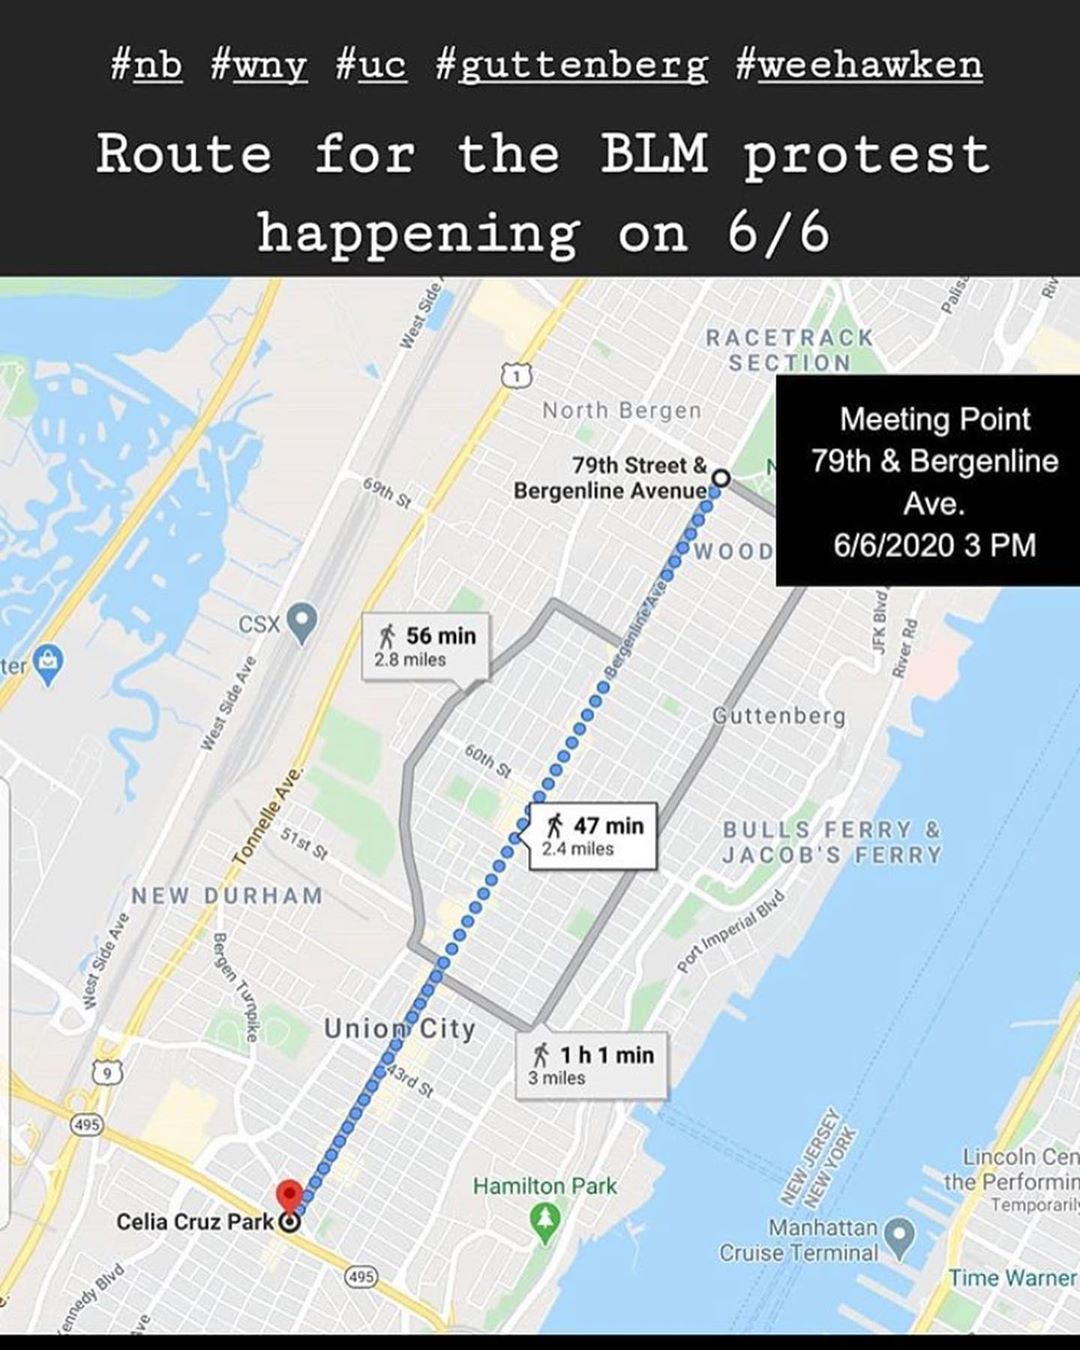 #nb #wny #uc #guttenberg #weehawken
Route for the BLM protest
happening on 6/6
West Side
Palisa
Riv
RACETRACK
SECTION
1
North Bergen
Meeting Point
79th & Bergenline
Ave.
6/6/2020 3 PM
79th Street &
Bergenline Avenue
N
69th St
WOOD
Bergenline Ave
JFK Blvd
River Rd
CSX
56 min
2.8 miles
ter
West Side Ave
Guttenberg
60th St
Tonnelle Ave.
47 min
2.4 miles
51st St
BULLS FERRY &
JACOB'S FERRY
NEW DURHAM
Port Imperial Blvd
West Side Ave
Bergen Turnpike
Union City
1 h 1 min
3 miles
43rd St
9
495
NEW JERSEY
NEW YORK
Lincoln Cen
the Performin
Temporarily
Hamilton Park
Celia Cruz Park
Manhattan
Cruise Terminal
495
Time Warner
ennedy Blvd
ve